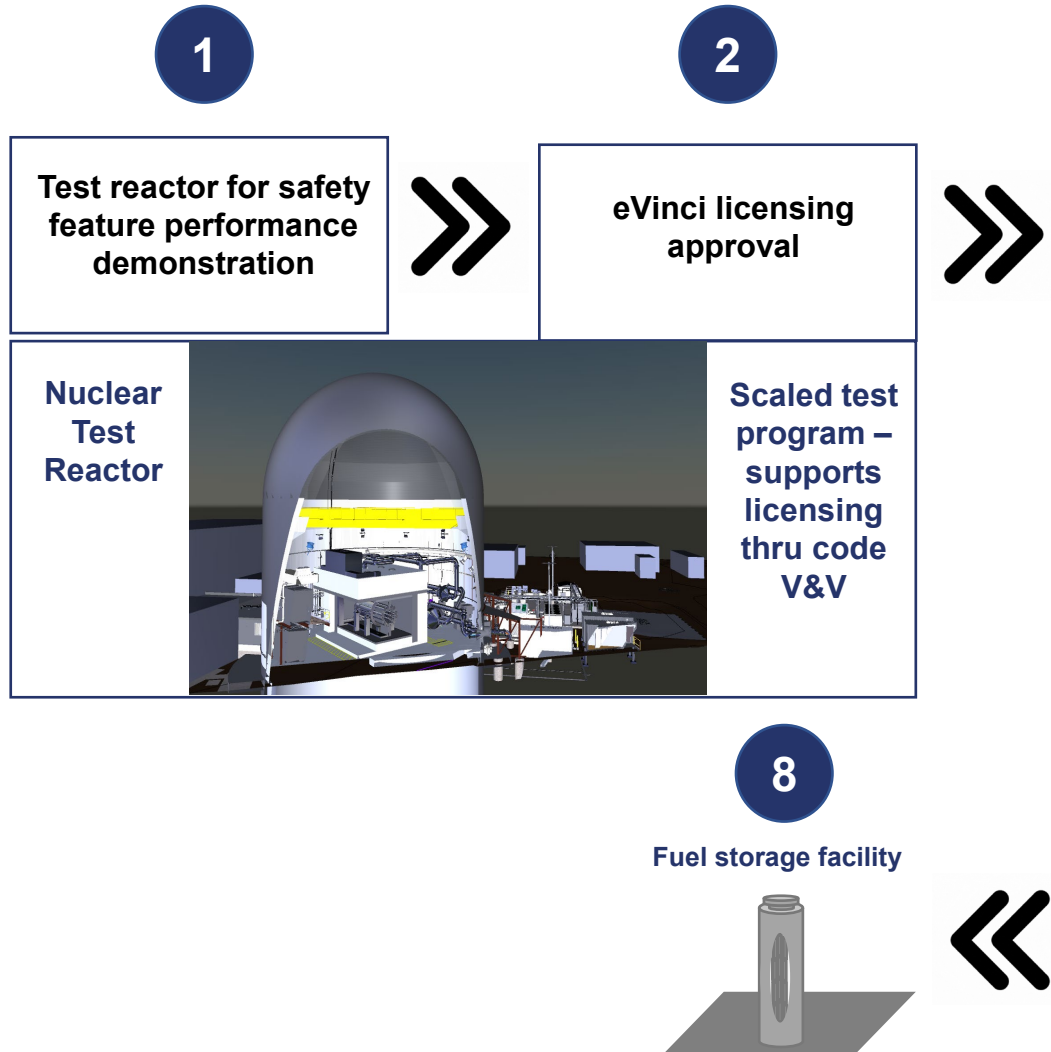 1
2
Test reactor for safety
feature performance
demonstration
eVinci licensing
approval
Nuclear
Test
Reactor
Scaled test
program –
supports
licensing
thru code
V&V
8
Fuel storage facility